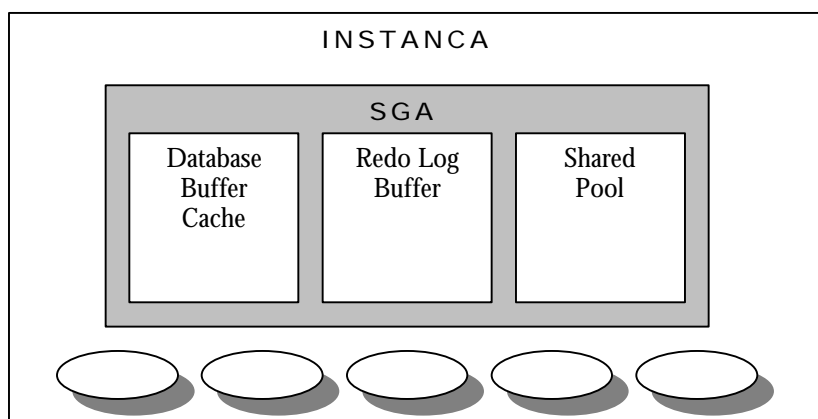 INSTANCA
SGA
Database
Buffer
Cache
Redo Log
Buffer
Shared
Pool